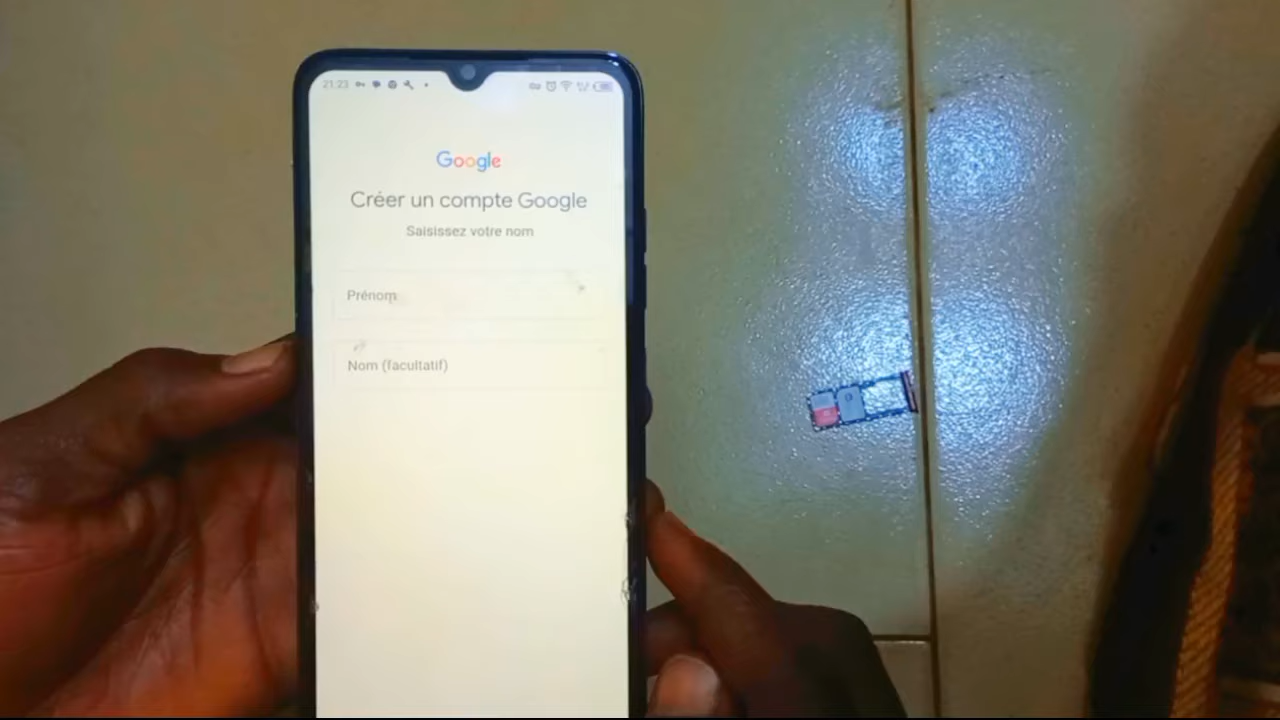 21:23
Google
Créer un compte Google
Saisissez votre nom
Prénom
Nom (facultatif)